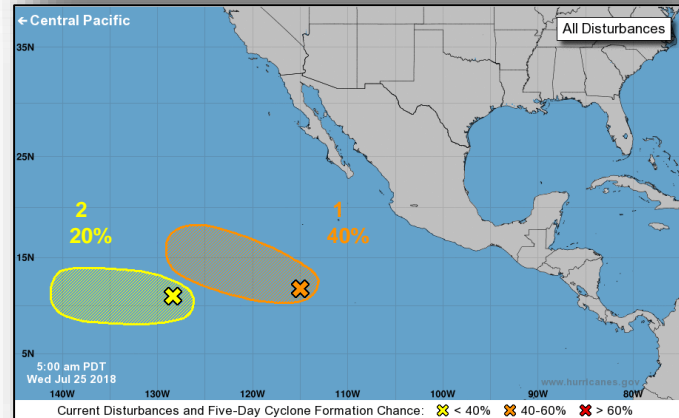 ← Central Pacific
All Disturbances
35N
25N
2
1
20%
40%
15N
5N
5:00 am PDT
Wed Jul 25 2018
www.hurricanes.gov
140W 130W 120W 110W 100W 90W 80W
Current Disturbances and Five-Day Cyclone Formation Chance: < 40% 40-60% > 60%